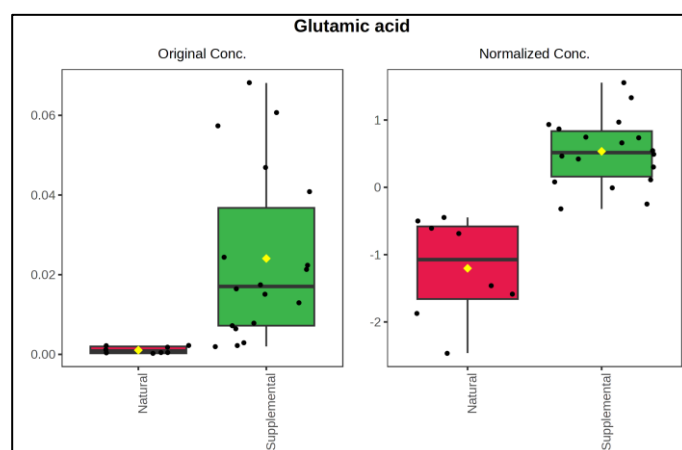 Glutamic acid
Original Conc.
Normalized Conc.
0.06
0.04
0.02
0.00
1
0
-1
-2
Natural
Supplemental
Natural
Supplemental